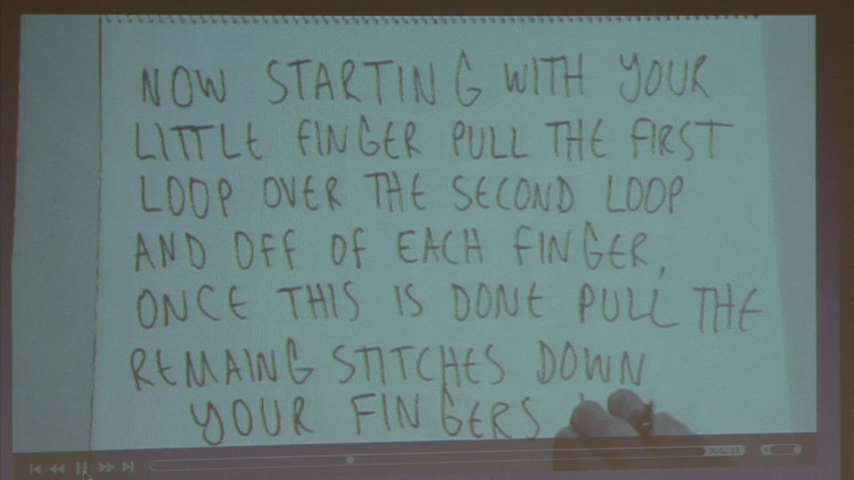 NOW STARTING WITH YOUR
LITTLE FINGER PULL THE FIRST
LOOP OVER THE SECOND LOOP
AND OFF OF EACH FINGER,
ONCE THIS IS DONE PULL THE
REMAING STITCHES DOWN
YOUR FINGERS